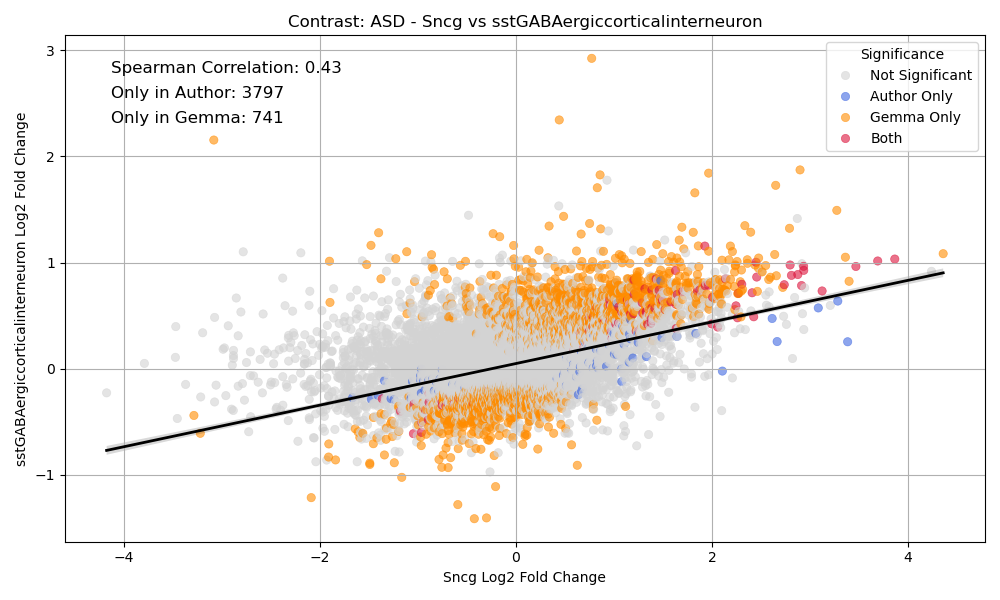 Contrast: ASD - Sncg vs sstGABAergiccorticalinterneuron
Spearman Correlation: 0.43
Only in Author: 3797
Only in Gemma: 741
Significance
Not Significant
Author Only
Gemma Only
Both
sstGABAergiccorticalinterneuron Log2 Fold Change
3
2
1
0
−1
−4
−2
0
2
4
Sncg Log2 Fold Change